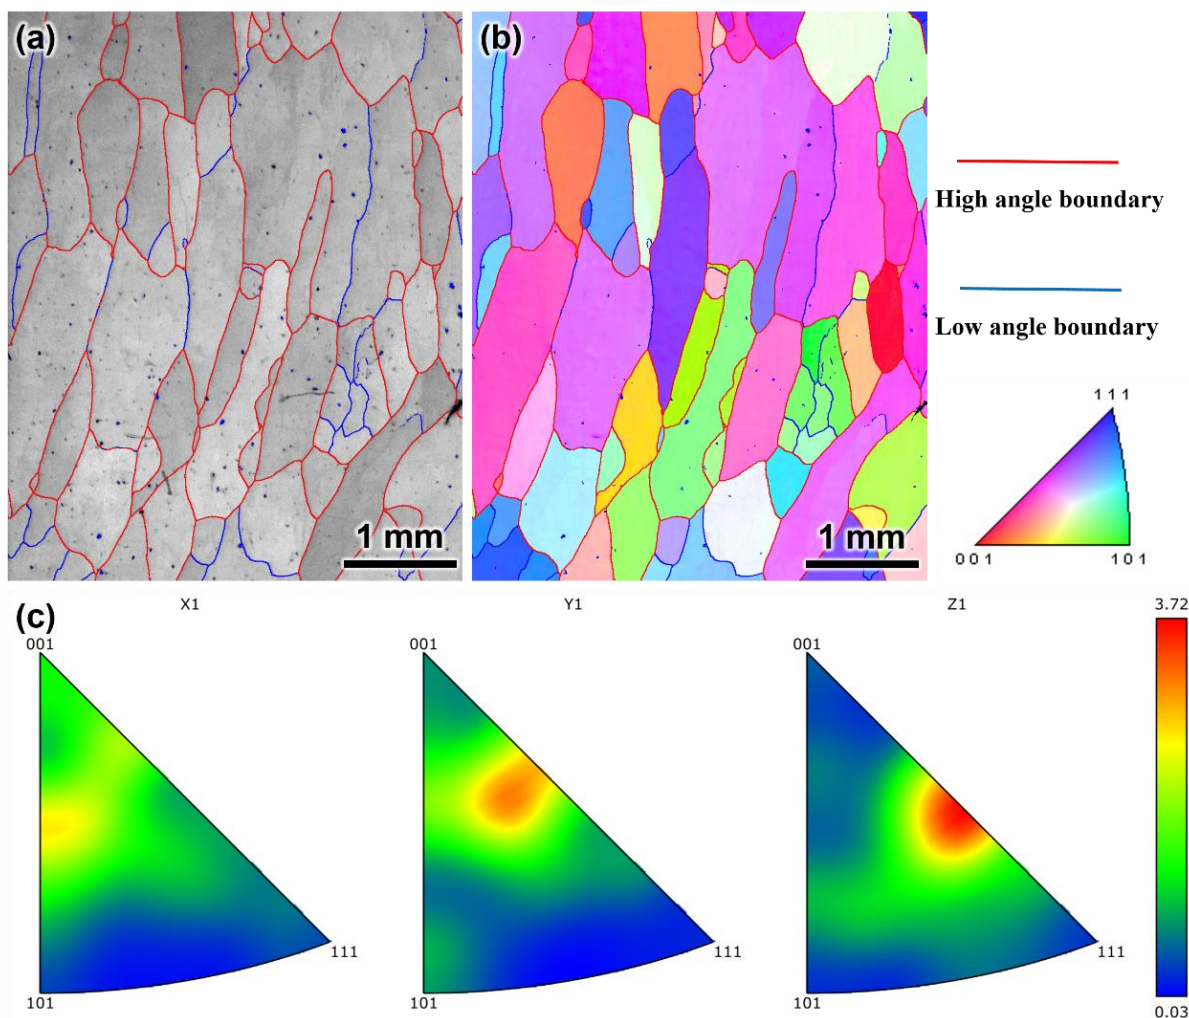 (a)
(b)
High angle boundary
Low angle boundary
1 1 1
0 0 1
1 0 1
1 mm
1 mm
(c)
X1
Y1
Z1
3.72
001
001
001
111
111
111
101
101
101
0.03